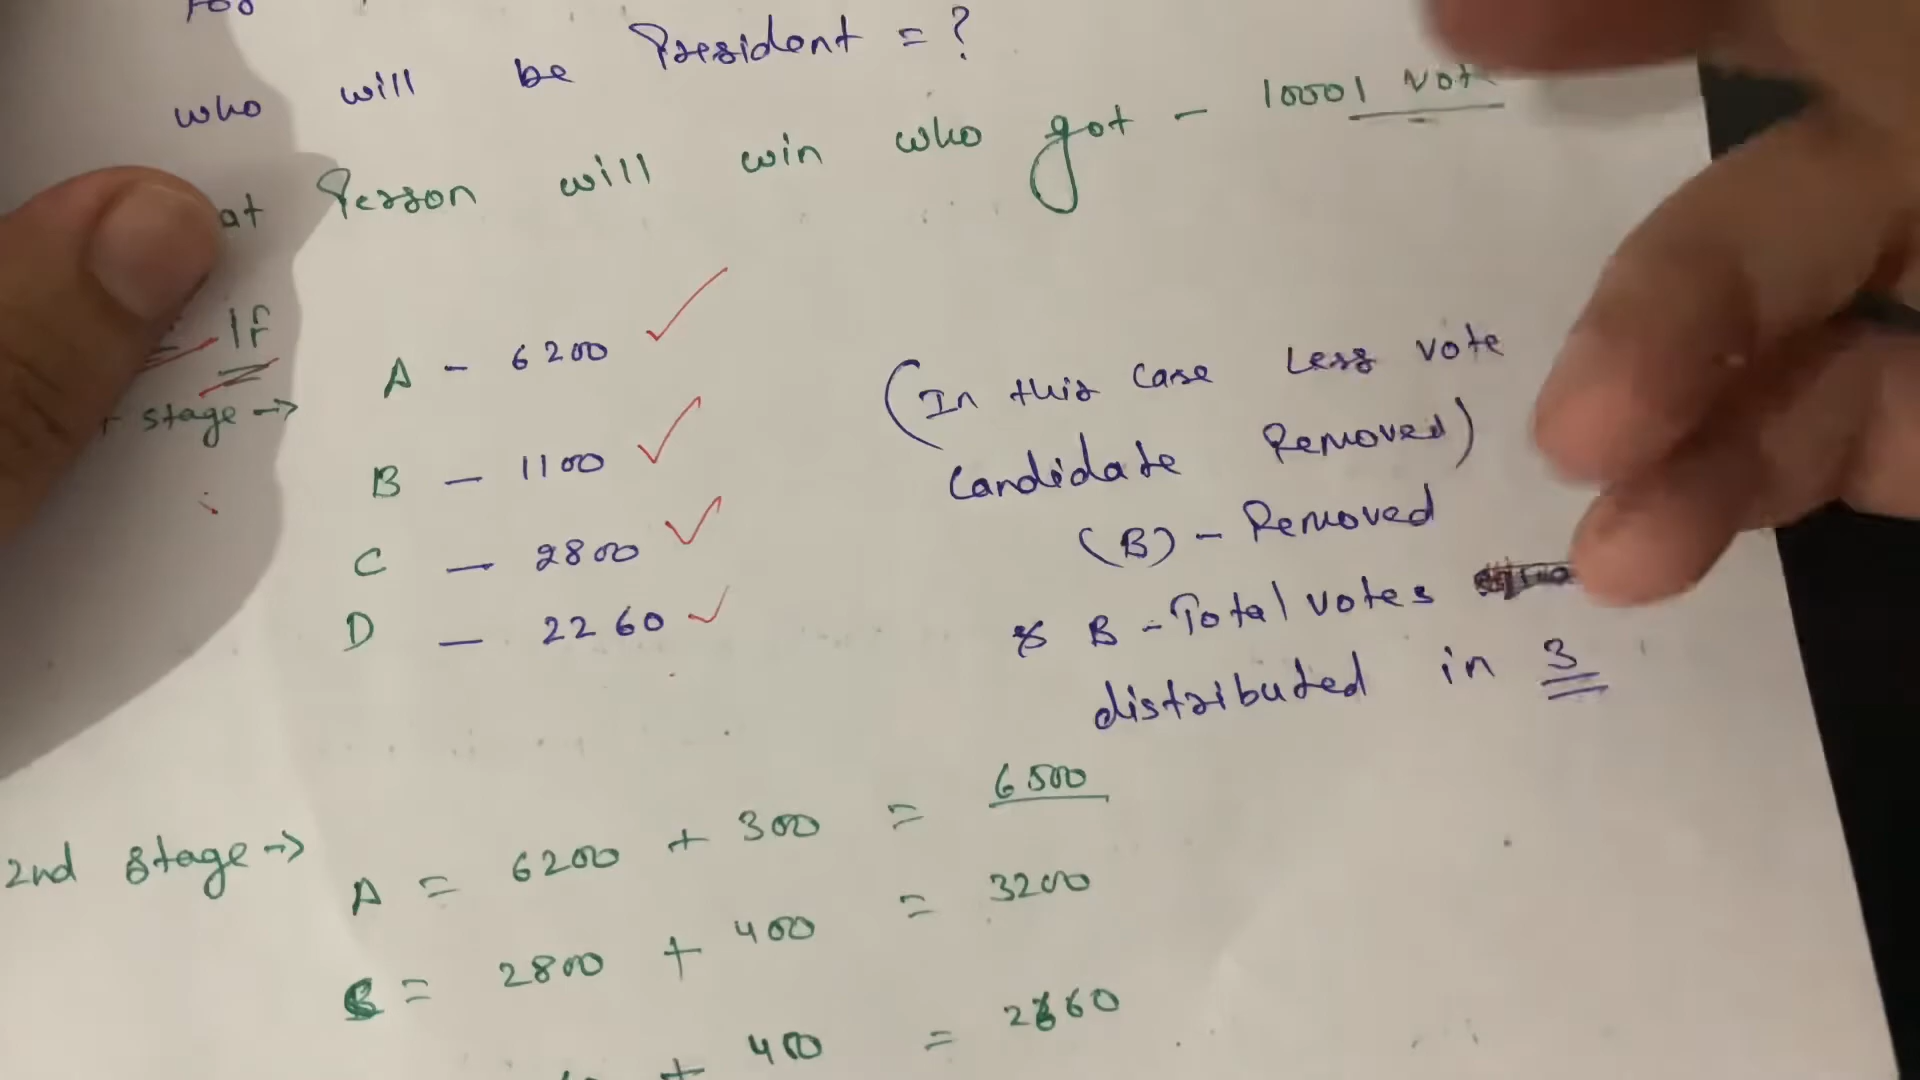 who will be President = ?
at Person will win who got - 10001 Vot
If
stage →
A - 6200
B - 1100
C - 2800
D - 2260
(In this case Less vote
candidate Removed)
(B) - Removed
* B - Total votes
distributed in 3
2nd stage →
A = 6200 + 300 = 6500
C = 2800 + 400 = 3200
+ 400 = 2660